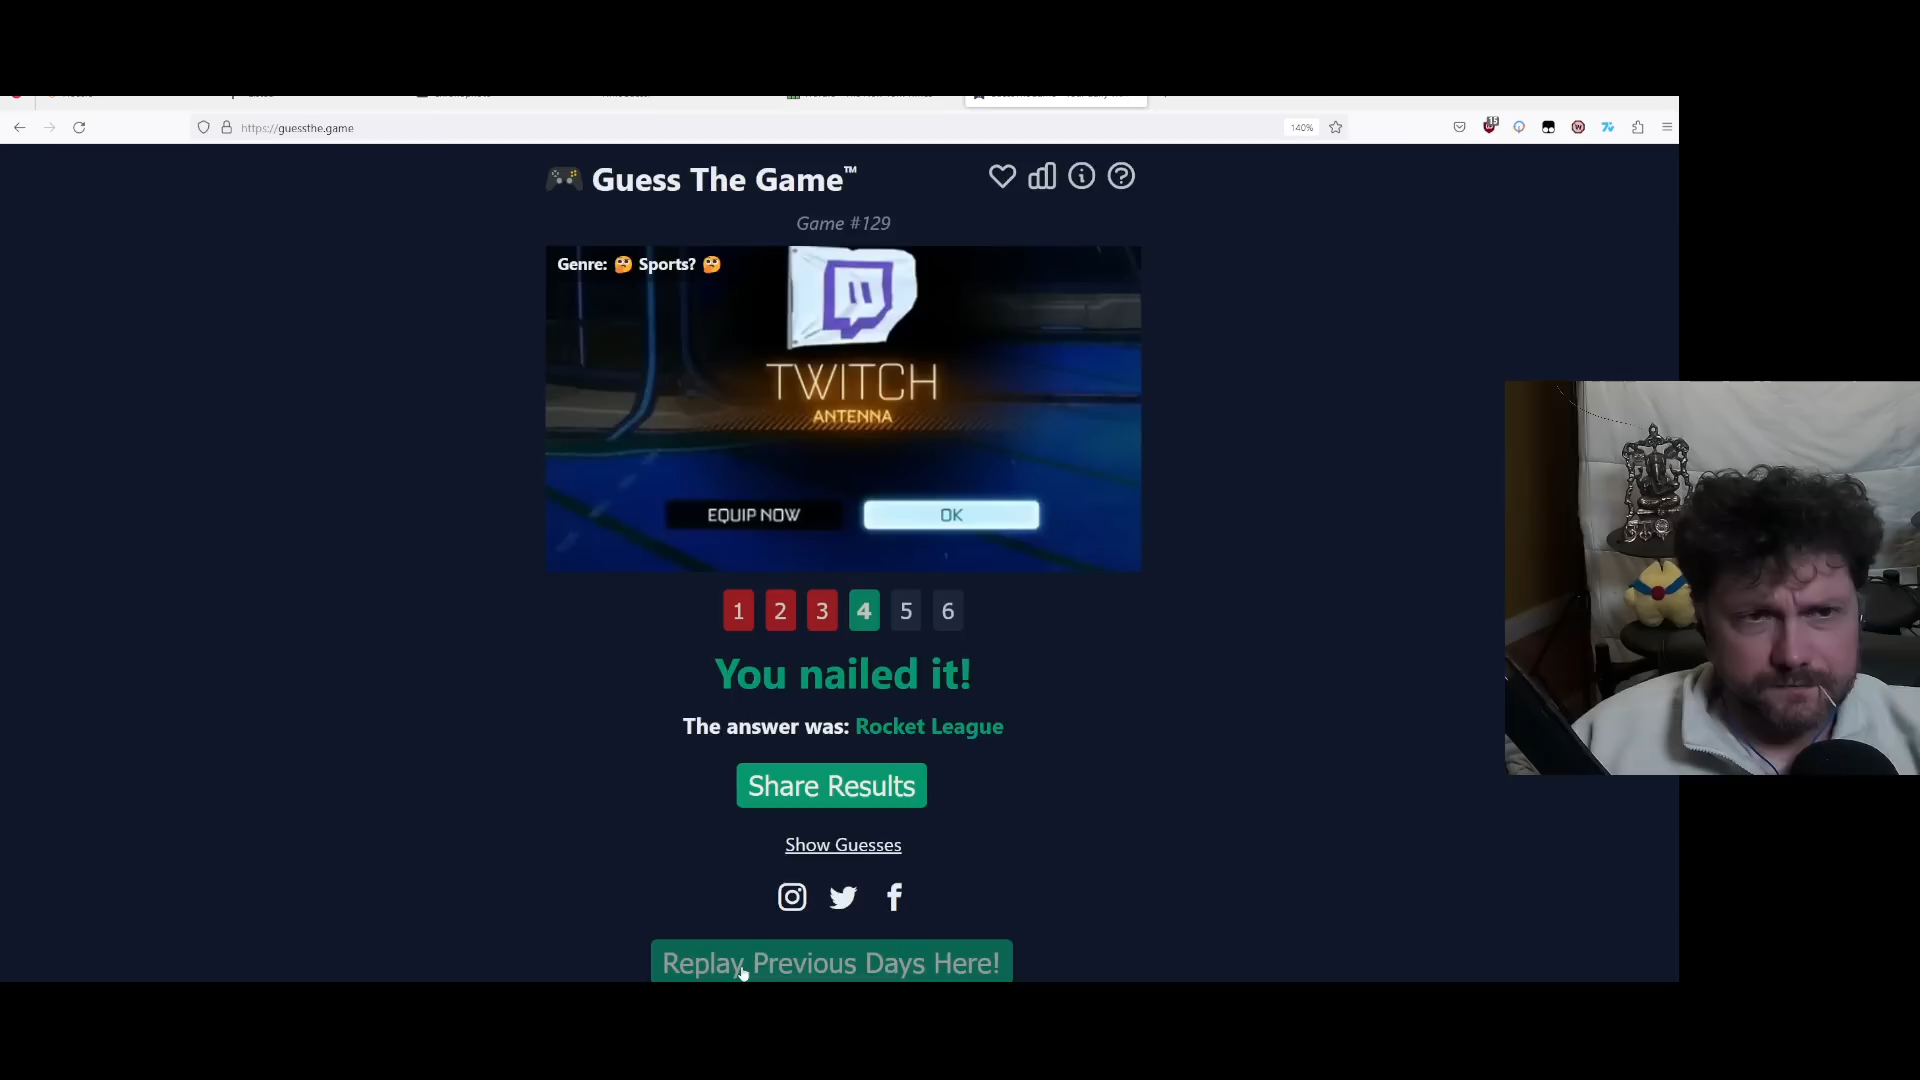 https://guessthe.game
140%
15
Guess The Game™
Game #129
Genre: 🤔 Sports? 🤔
TWITCH
ANTENNA
EQUIP NOW
OK
1 2 3 4 5 6
You nailed it!
The answer was: Rocket League
Share Results
Show Guesses
Replay Previous Days Here!